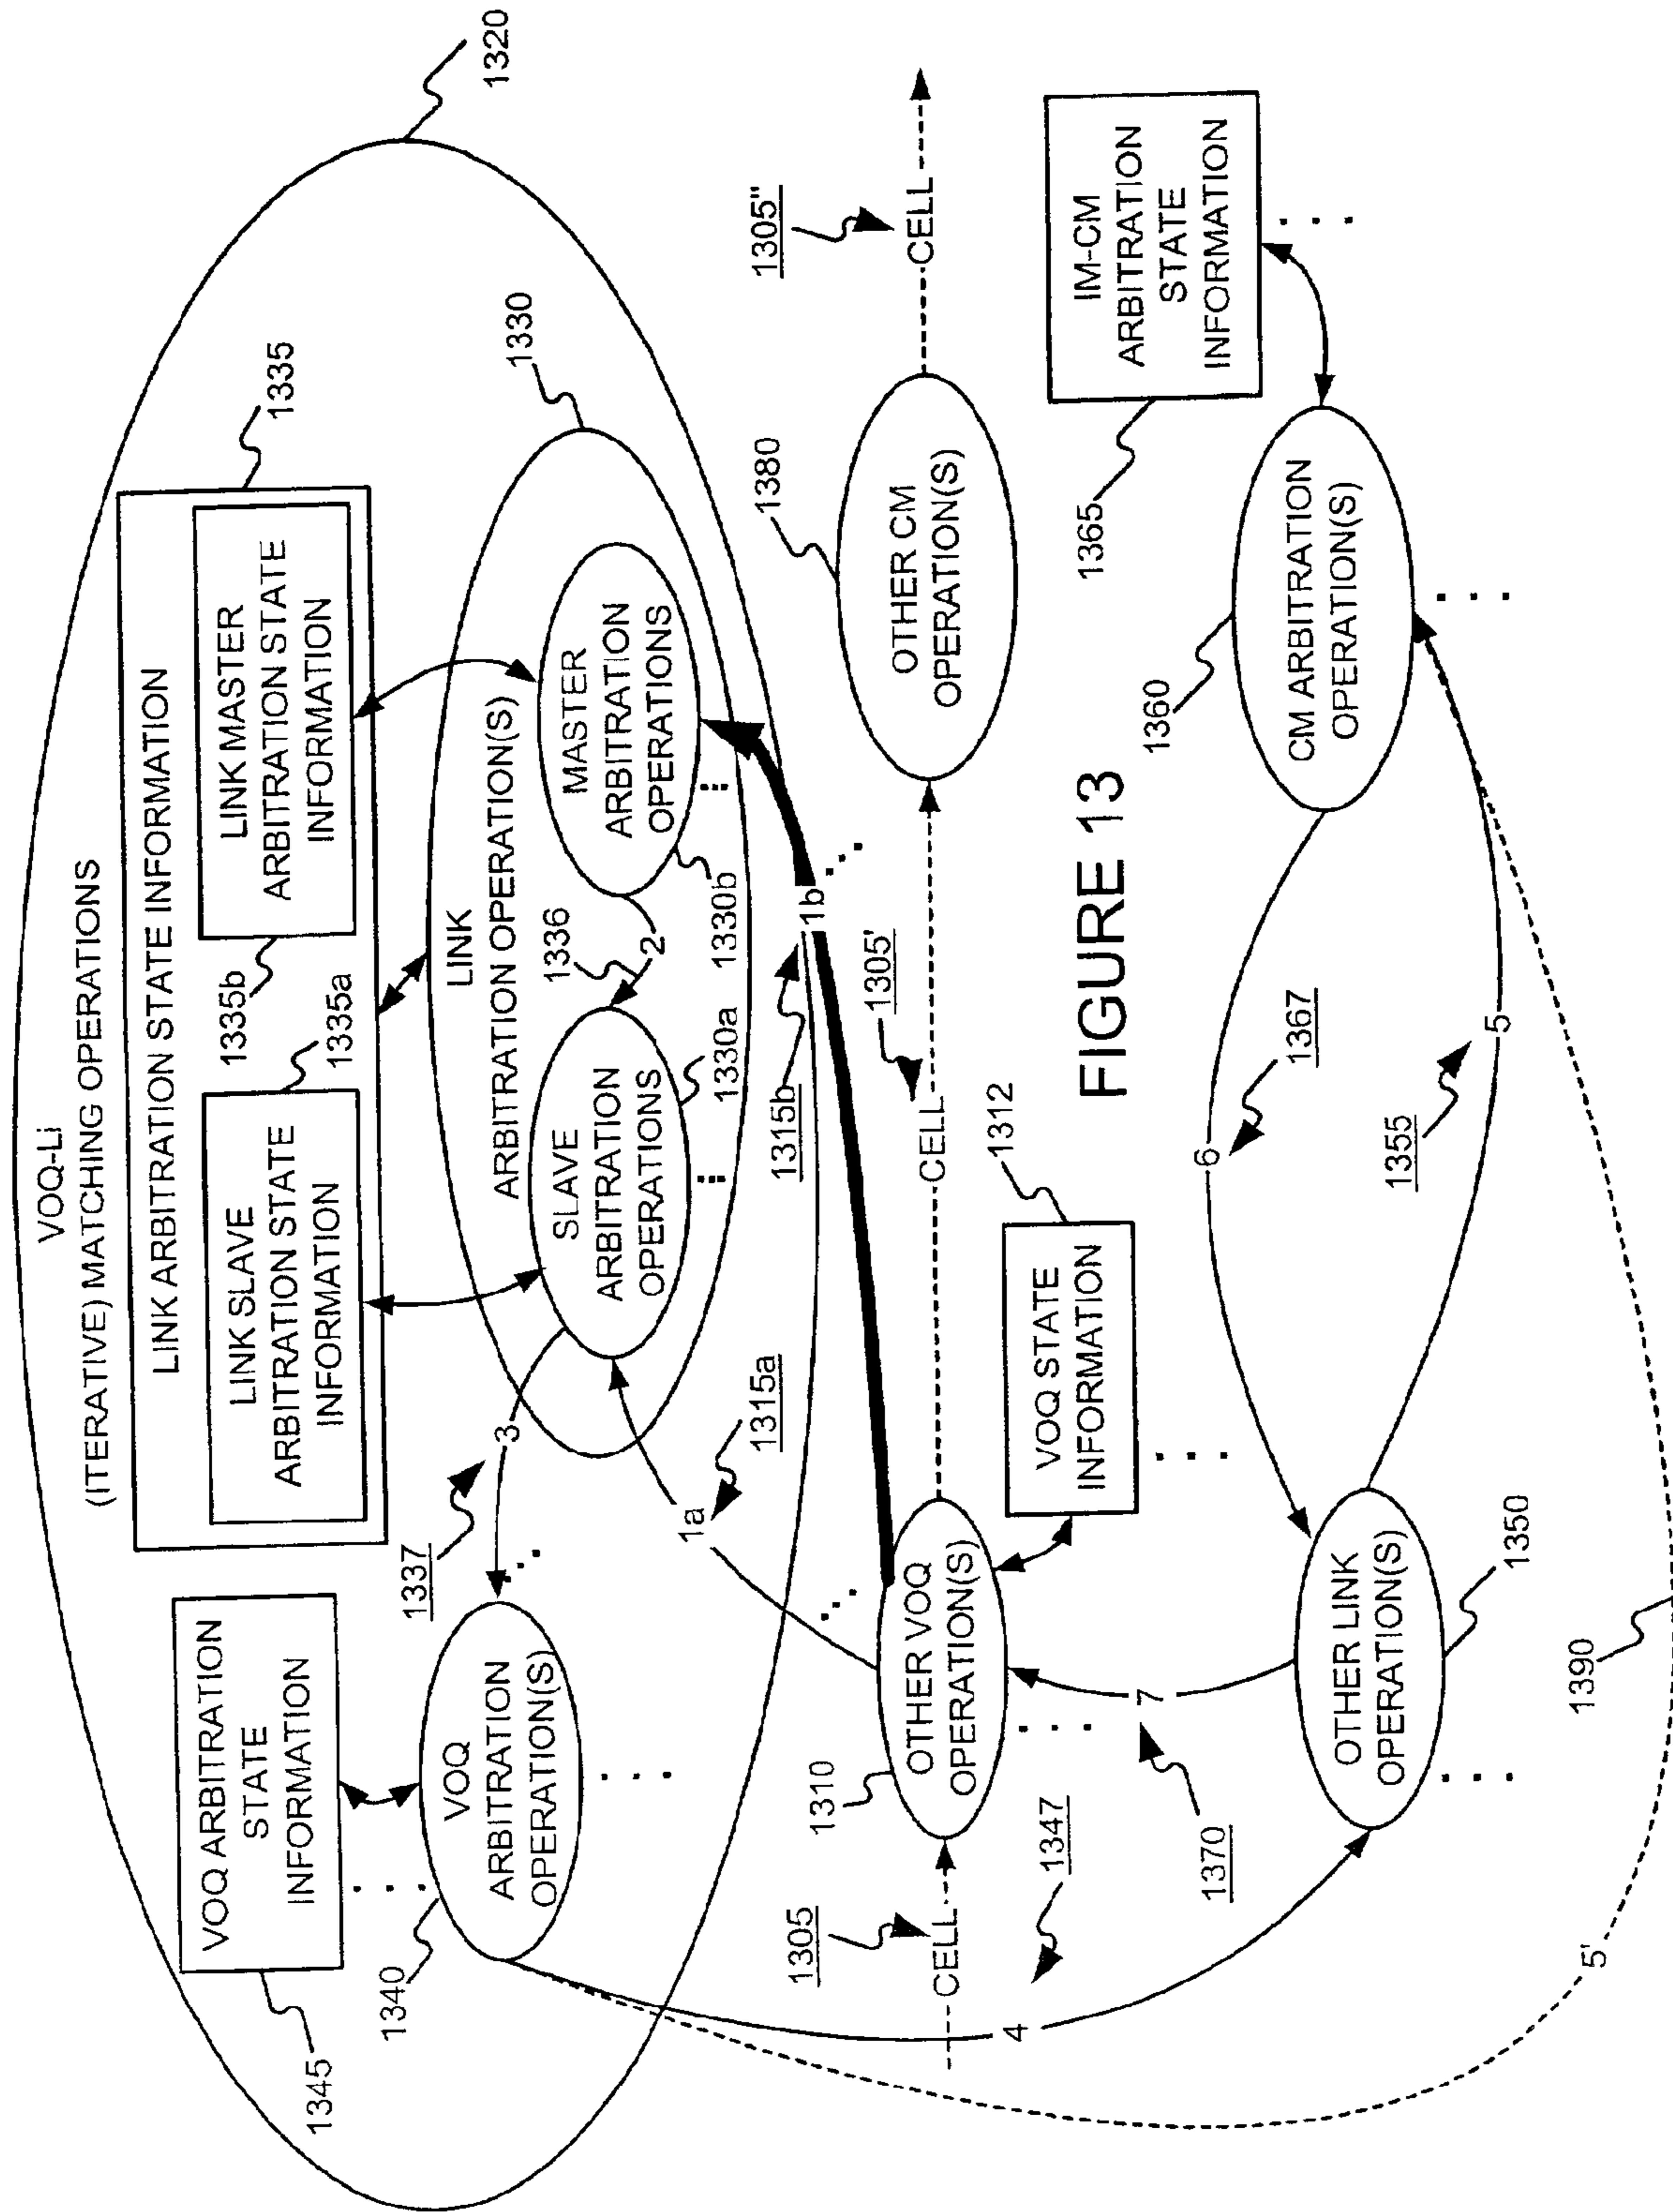 VOQ-Li
(ITERATIVE) MATCHING OPERATIONS
1320
LINK ARBITRATION STATE INFORMATION
1335
VOQ ARBITRATION
STATE
INFORMATION
1345
LINK SLAVE
ARBITRATION STATE
INFORMATION
1335a
LINK MASTER
ARBITRATION STATE
INFORMATION
1335b
VOQ
ARBITRATION
OPERATION(S)
1340
1337
3
LINK
ARBITRATION OPERATION(S)
1330
SLAVE
ARBITRATION
OPERATIONS
1330a
1336
2
MASTER
ARBITRATION
OPERATIONS
1330b
1a
1315a
1315b
1b
CELL
1305
OTHER VOQ
OPERATION(S)
1310
CELL
1305'
OTHER CM
OPERATION(S)
1380
CELL
1305"
4
1347
7
1370
VOQ STATE
INFORMATION
1312
FIGURE 13
IM-CM
ARBITRATION
STATE
INFORMATION
1365
6
1367
OTHER LINK
OPERATION(S)
1350
CM ARBITRATION
OPERATION(S)
1360
1355
5
5'
1390